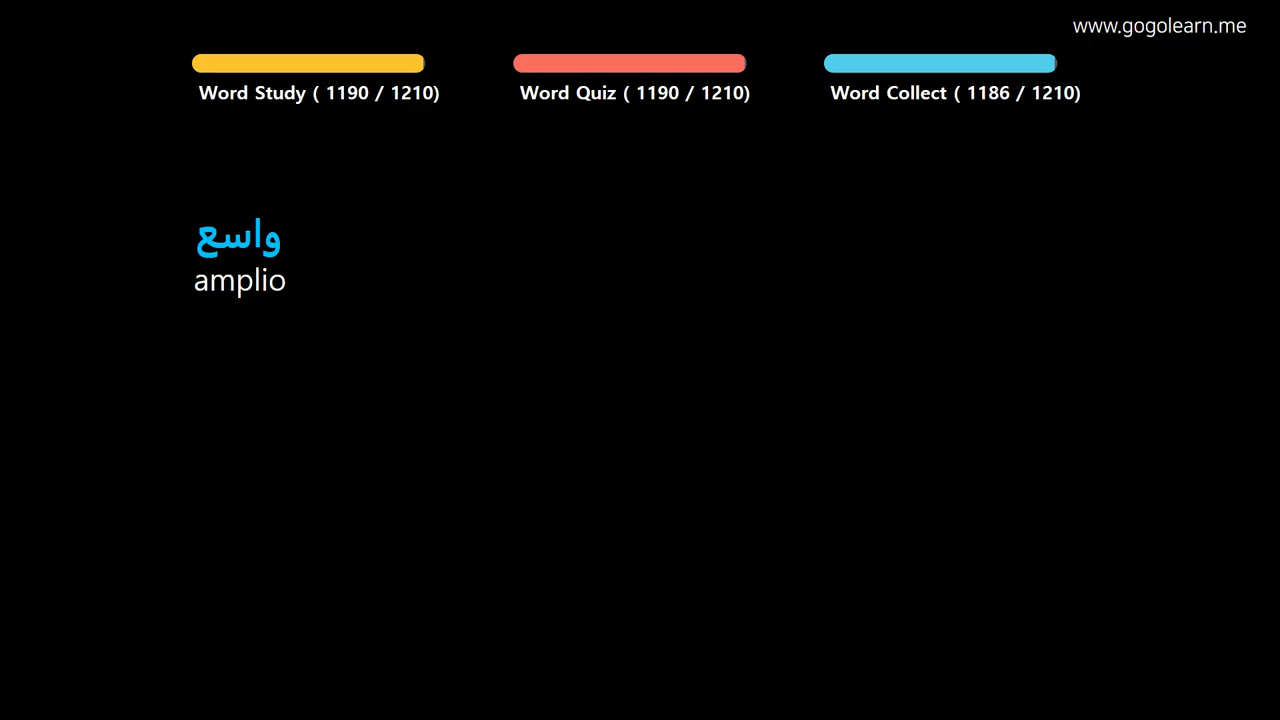 www.gogolearn.me
Word Study ( 1190 / 1210)
Word Quiz ( 1190 / 1210)
Word Collect ( 1186 / 1210)
واسع
amplio